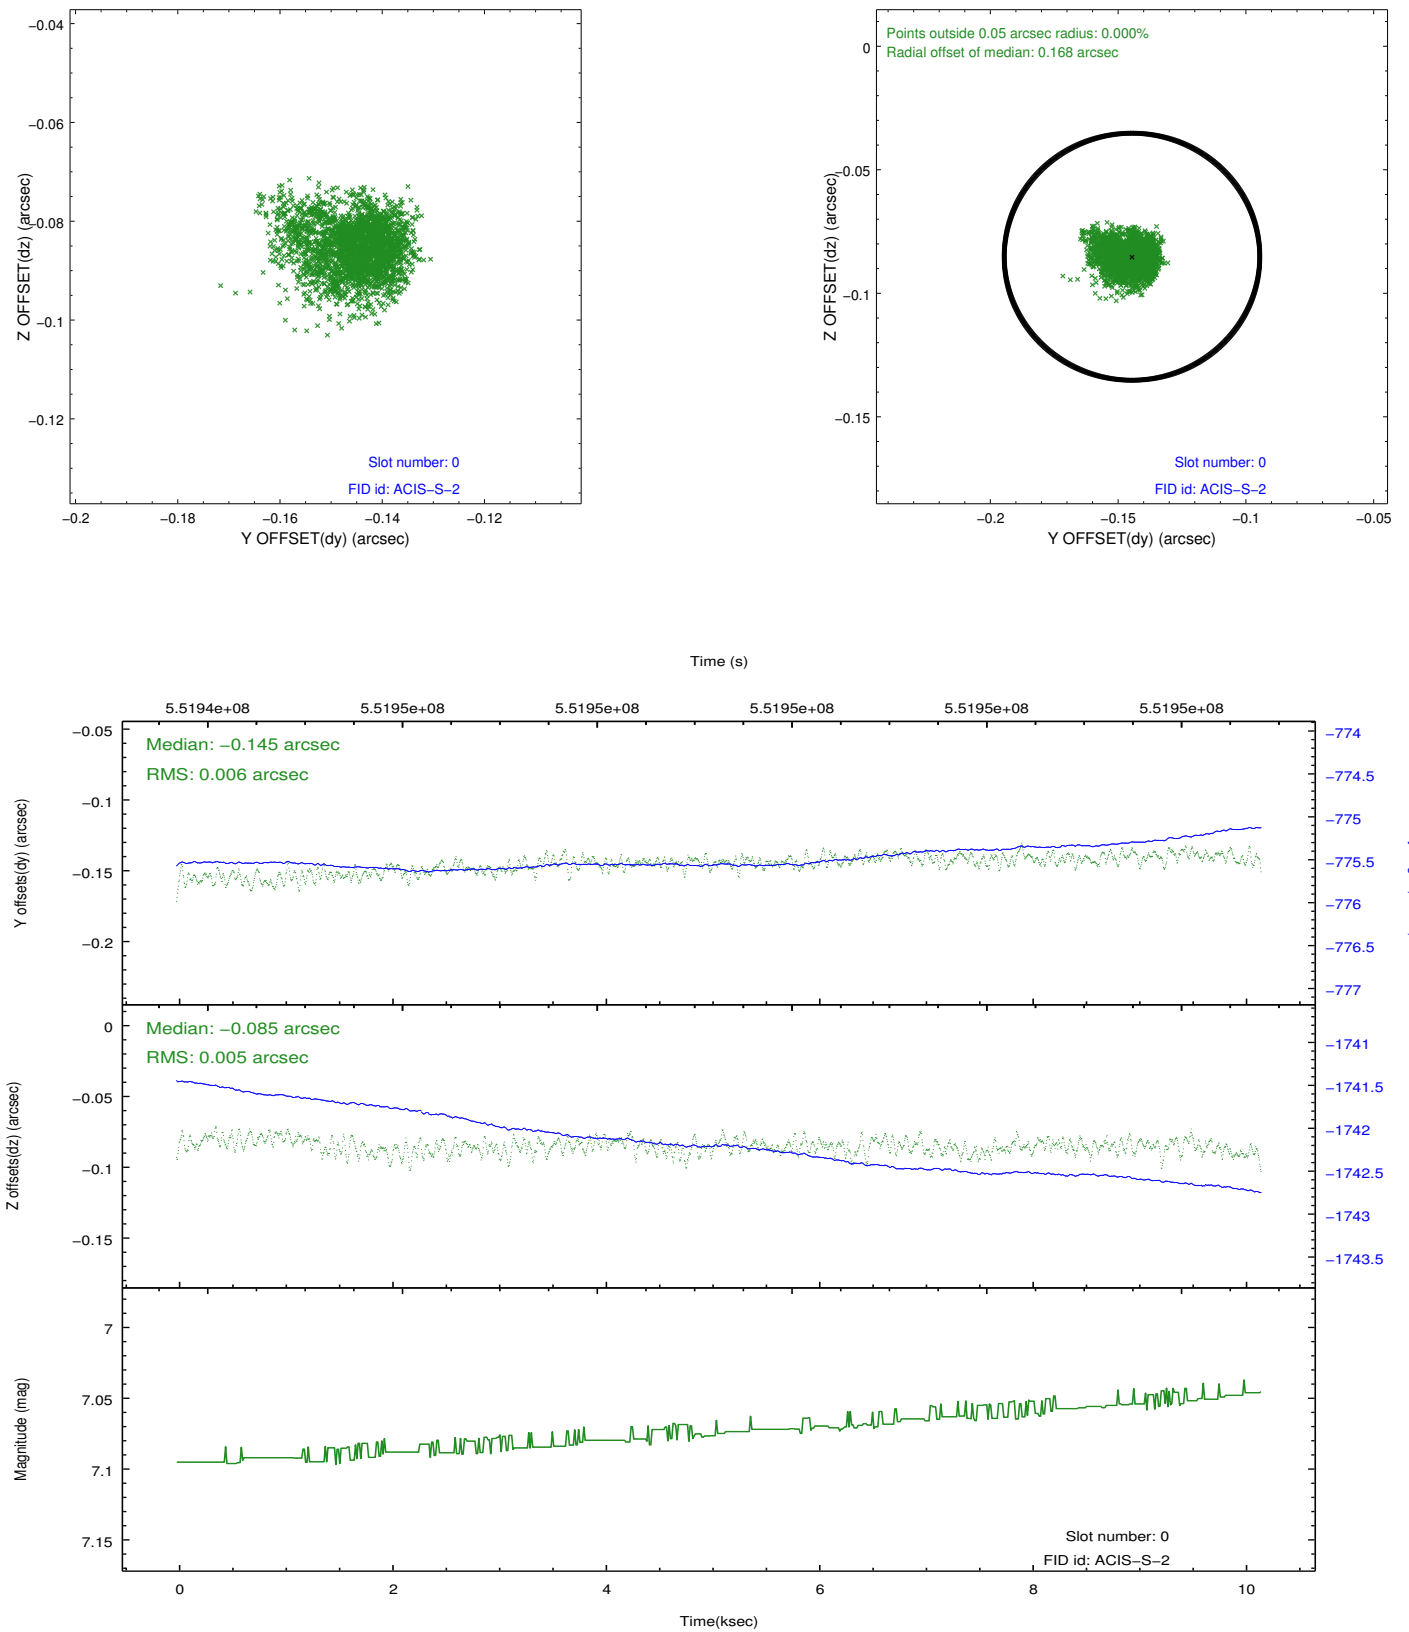 −0.04
−0.06
−0.08
−0.1
−0.12
Z OFFSET(dz) (arcsec)
Slot number: 0
FID id: ACIS−S−2
−0.2 −0.18 −0.16 −0.14 −0.12
Y OFFSET(dy) (arcsec)
Points outside 0.05 arcsec radius: 0.000%
Radial offset of median: 0.168 arcsec
0
−0.05
−0.1
−0.15
Z OFFSET(dz) (arcsec)
Slot number: 0
FID id: ACIS−S−2
−0.2 −0.15 −0.1 −0.05
Y OFFSET(dy) (arcsec)
Time (s)
5.5194e+08 5.5195e+08 5.5195e+08 5.5195e+08 5.5195e+08 5.5195e+08
Median: −0.145 arcsec
RMS: 0.006 arcsec
−0.05
−0.1
−0.15
−0.2
Y offsets(dy) (arcsec)
−774
−774.5
−775
−775.5
−776
−776.5
−777
Median: −0.085 arcsec
RMS: 0.005 arcsec
0
−0.05
−0.1
−0.15
Z offsets(dz) (arcsec)
−1741
−1741.5
−1742
−1742.5
−1743
−1743.5
7
7.05
7.1
7.15
Magnitude (mag)
Slot number: 0
FID id: ACIS−S−2
0 2 4 6 8 10
Time(ksec)